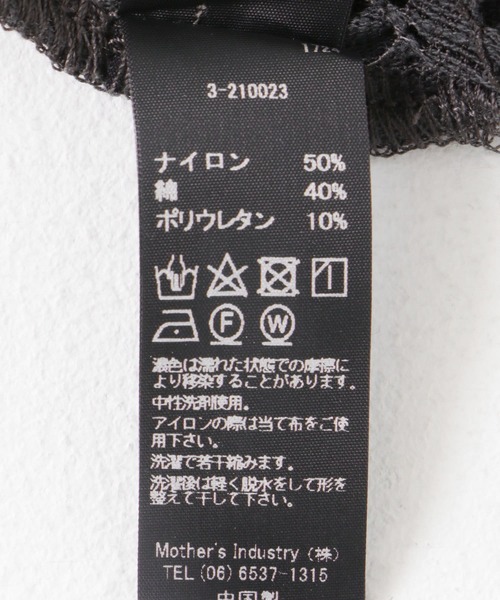 3-210023
ナイロン 50%
綿 40%
ポリウレタン 10%
F W
濃色は濡れた状態での摩擦に
より移染することがあります。
中性洗剤使用。
アイロンの際は当て布をご使
用下さい。
洗濯で若干縮みます。
洗濯後は軽く脱水をして形を
整えて干して下さい。
Mother's Industry (株)
TEL (06) 6537-1315
中国製